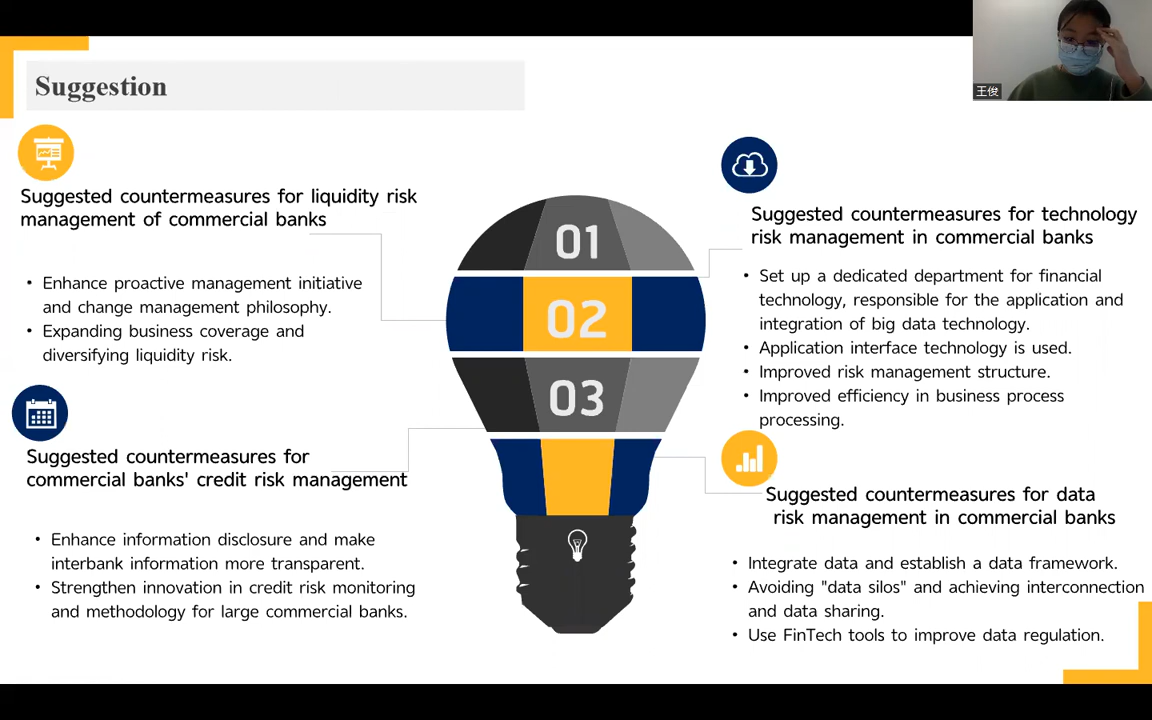 Suggestion
王俊
Suggested countermeasures for liquidity risk
management of commercial banks
• Enhance proactive management initiative
and change management philosophy.
• Expanding business coverage and
diversifying liquidity risk.
Suggested countermeasures for
commercial banks' credit risk management
• Enhance information disclosure and make
interbank information more transparent.
• Strengthen innovation in credit risk monitoring
and methodology for large commercial banks.
01
02
03
Suggested countermeasures for technology
risk management in commercial banks
• Set up a dedicated department for financial
technology, responsible for the application and
integration of big data technology.
• Application interface technology is used.
• Improved risk management structure.
• Improved efficiency in business process
processing.
Suggested countermeasures for data
risk management in commercial banks
• Integrate data and establish a data framework.
• Avoiding "data silos" and achieving interconnection
and data sharing.
• Use FinTech tools to improve data regulation.